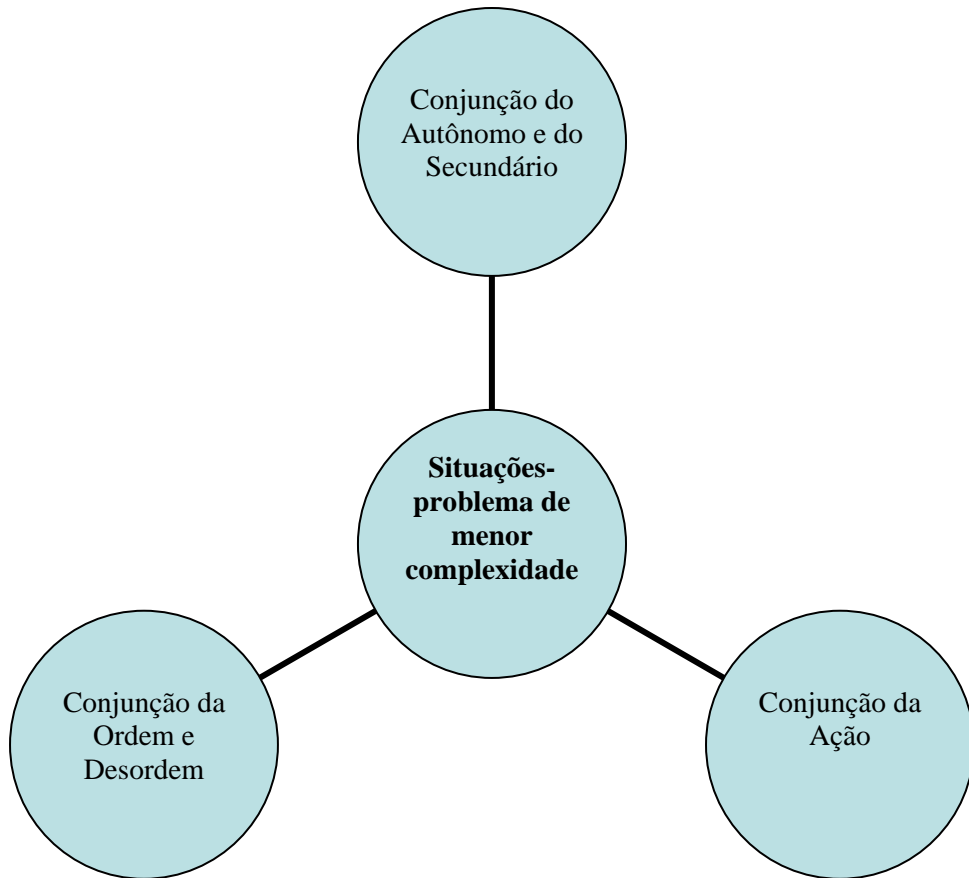 Conjunção do
Autônomo e do
Secundário
Situações-
problema de
menor
complexidade
Conjunção da
Ordem e
Desordem
Conjunção da
Ação